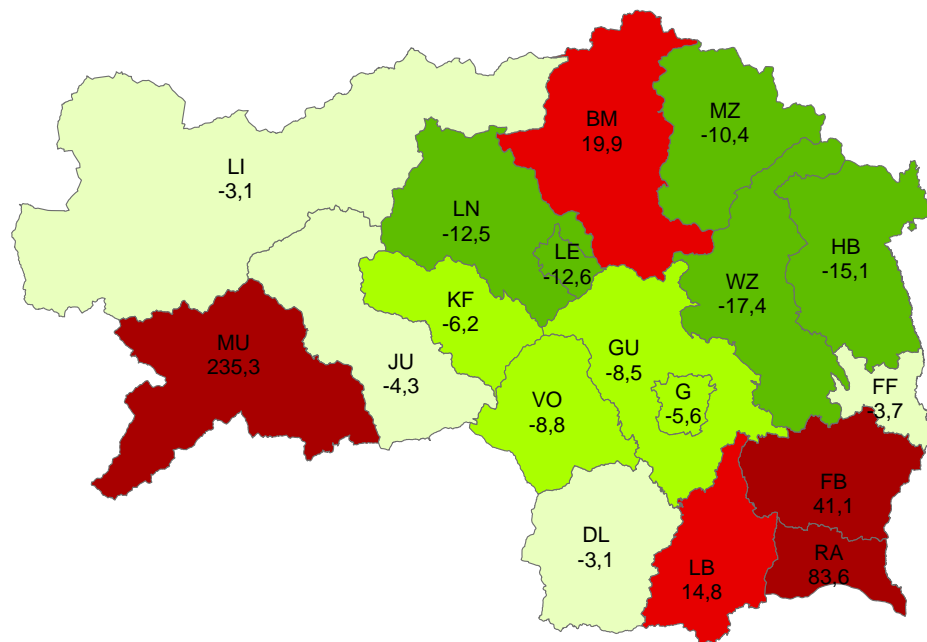 BM
19,9
MZ
-10,4
LI
-3,1
LN
-12,5
LE
-12,6
HB
-15,1
WZ
-17,4
KF
-6,2
MU
235,3
JU
-4,3
GU
-8,5
G
-5,6
VO
-8,8
FF
-3,7
FB
41,1
DL
-3,1
LB
14,8
RA
83,6